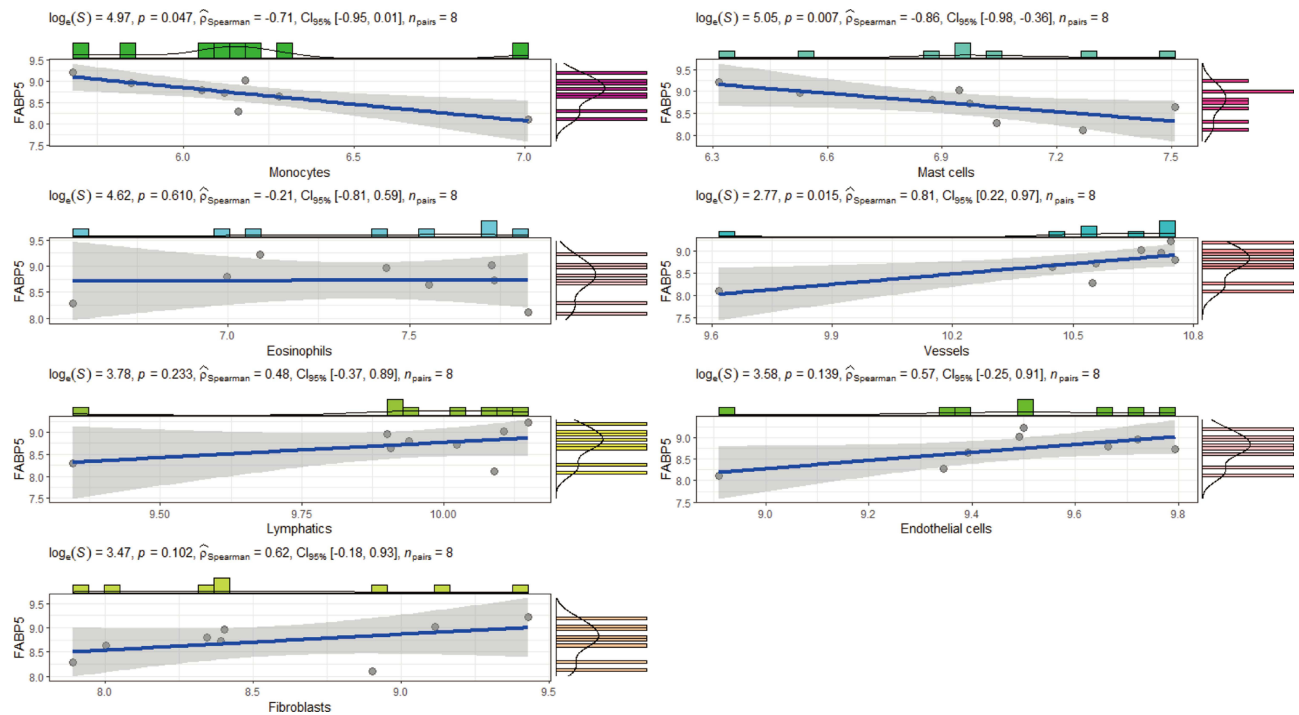 logₑ(S) = 4.97, p = 0.047, ρ̂Spearman = -0.71, CI95% [-0.95, 0.01], npairs = 8
FABP5
9.5
9.0
8.5
8.0
7.5
6.0 6.5 7.0
Monocytes
logₑ(S) = 5.05, p = 0.007, ρ̂Spearman = -0.86, CI95% [-0.98, -0.36], npairs = 8
FABP5
9.5
9.0
8.5
8.0
6.3 6.6 6.9 7.2 7.5
Mast cells
logₑ(S) = 4.62, p = 0.610, ρ̂Spearman = -0.21, CI95% [-0.81, 0.59], npairs = 8
FABP5
9.5
9.0
8.5
8.0
7.0 7.5
Eosinophils
logₑ(S) = 2.77, p = 0.015, ρ̂Spearman = 0.81, CI95% [0.22, 0.97], npairs = 8
FABP5
9.0
8.5
8.0
7.5
9.6 9.9 10.2 10.5 10.8
Vessels
logₑ(S) = 3.78, p = 0.233, ρ̂Spearman = 0.48, CI95% [-0.37, 0.89], npairs = 8
FABP5
9.0
8.5
8.0
7.5
9.50 9.75 10.00
Lymphatics
logₑ(S) = 3.58, p = 0.139, ρ̂Spearman = 0.57, CI95% [-0.25, 0.91], npairs = 8
FABP5
9.0
8.5
8.0
7.5
9.0 9.2 9.4 9.6 9.8
Endothelial cells
logₑ(S) = 3.47, p = 0.102, ρ̂Spearman = 0.62, CI95% [-0.18, 0.93], npairs = 8
FABP5
9.5
9.0
8.5
8.0
8.0 8.5 9.0 9.5
Fibroblasts